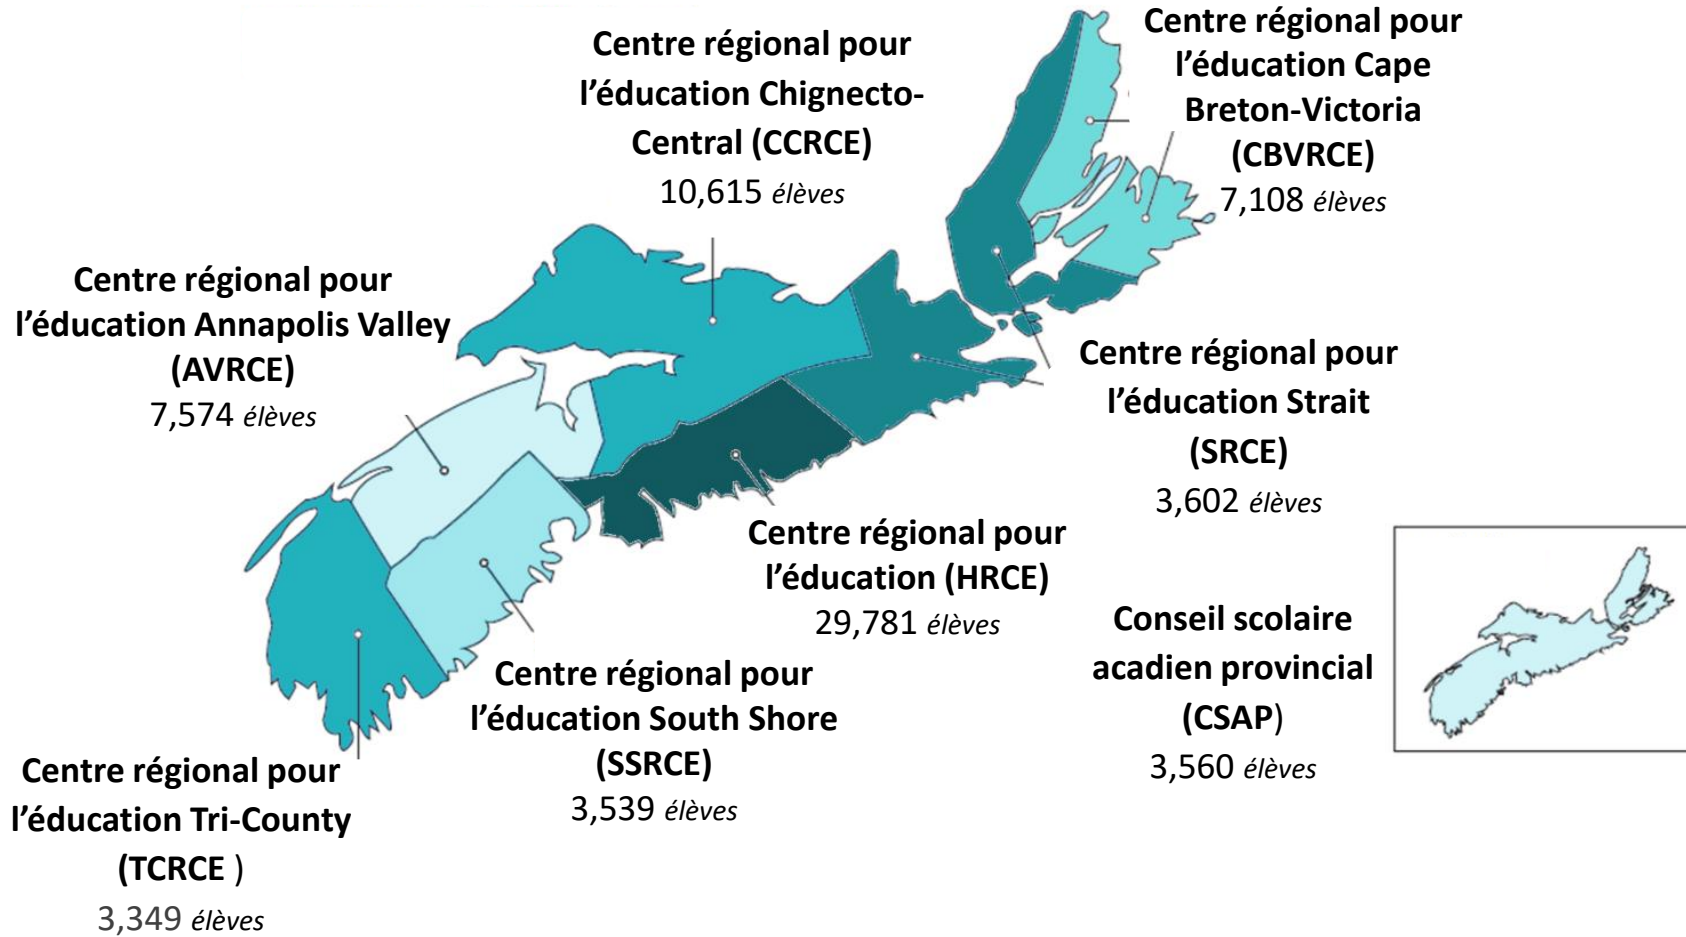 Centre régional pour
l’éducation Chignecto-
Central (CCRCE)
10,615 élèves
Centre régional pour
l’éducation Cape
Breton-Victoria
(CBVRCE)
7,108 élèves
Centre régional pour
l’éducation Annapolis Valley
(AVRCE)
7,574 élèves
Centre régional pour
l’éducation Strait
(SRCE)
3,602 élèves
Centre régional pour
l’éducation (HRCE)
29,781 élèves
Conseil scolaire
acadien provincial
(CSAP)
3,560 élèves
Centre régional pour
l’éducation South Shore
(SSRCE)
3,539 élèves
Centre régional pour
l’éducation Tri-County
(TCRCE )
3,349 élèves